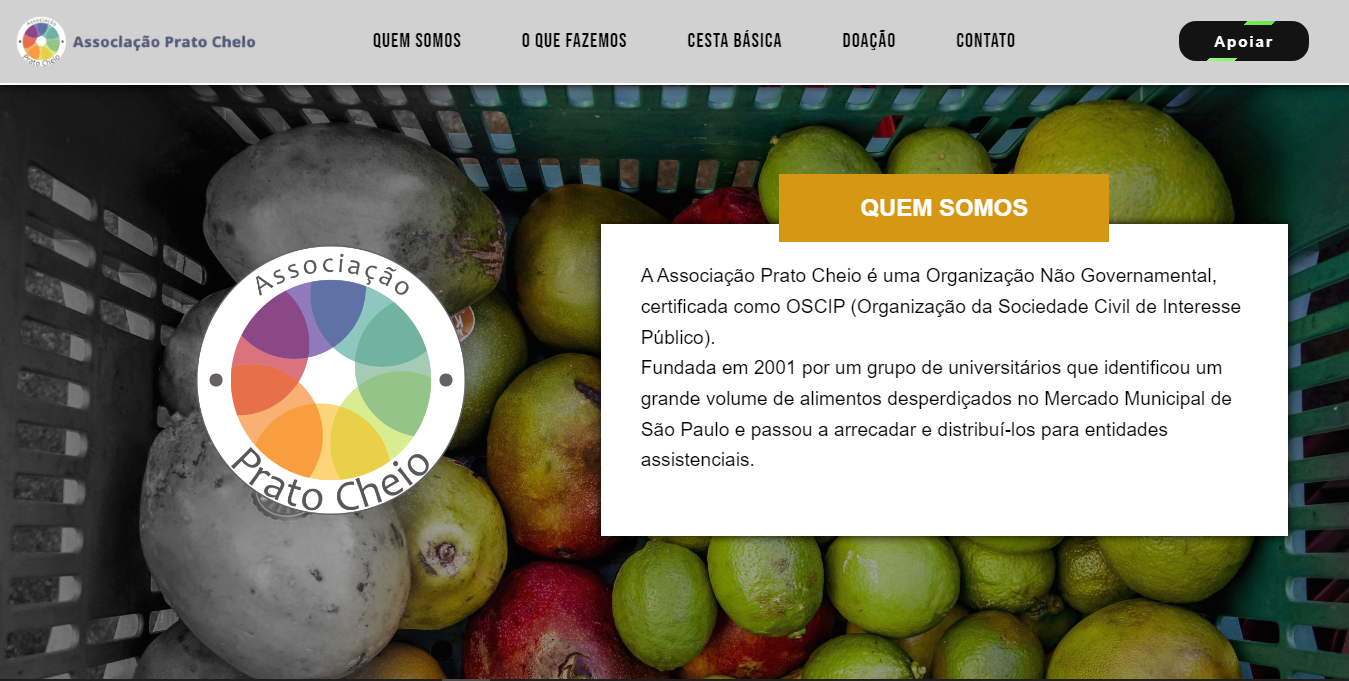 Associação
Prato Cheio
Associação Prato Cheio
QUEM SOMOS
O QUE FAZEMOS
CESTA BÁSICA
DOAÇÃO
CONTATO
Apoiar
Associação
Prato Cheio
QUEM SOMOS
A Associação Prato Cheio é uma Organização Não Governamental,
certificada como OSCIP (Organização da Sociedade Civil de Interesse
Público).
Fundada em 2001 por um grupo de universitários que identificou um
grande volume de alimentos desperdiçados no Mercado Municipal de
São Paulo e passou a arrecadar e distribuí-los para entidades
assistenciais.